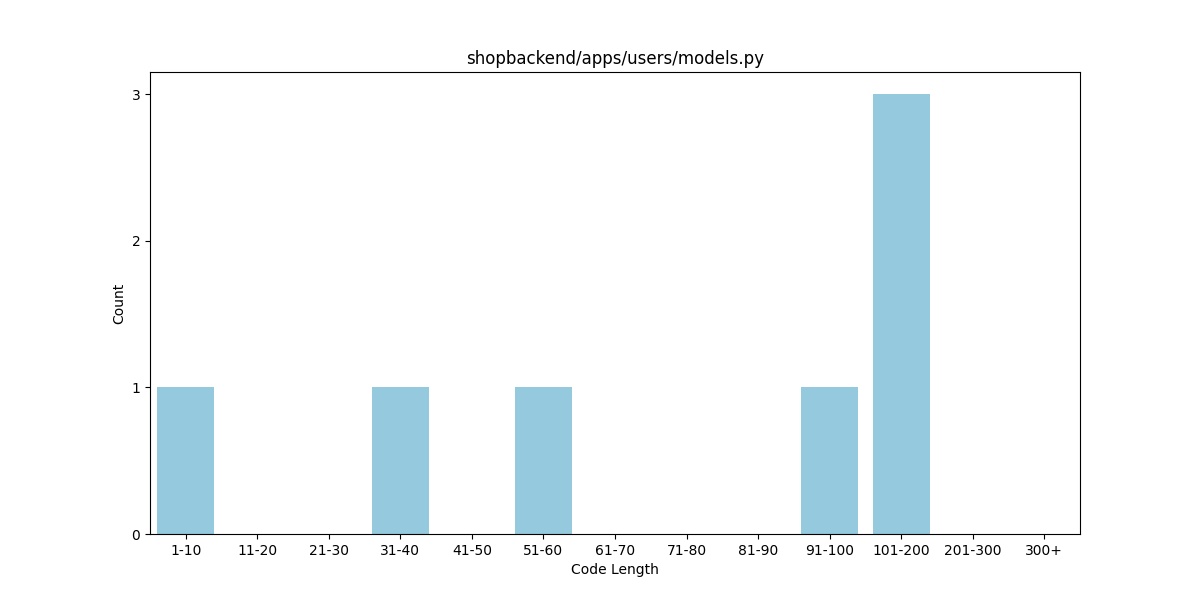 shopbackend/apps/users/models.py
3
2
1
0
Count
1-10 11-20 21-30 31-40 41-50 51-60 61-70 71-80 81-90 91-100 101-200 201-300 300+
Code Length